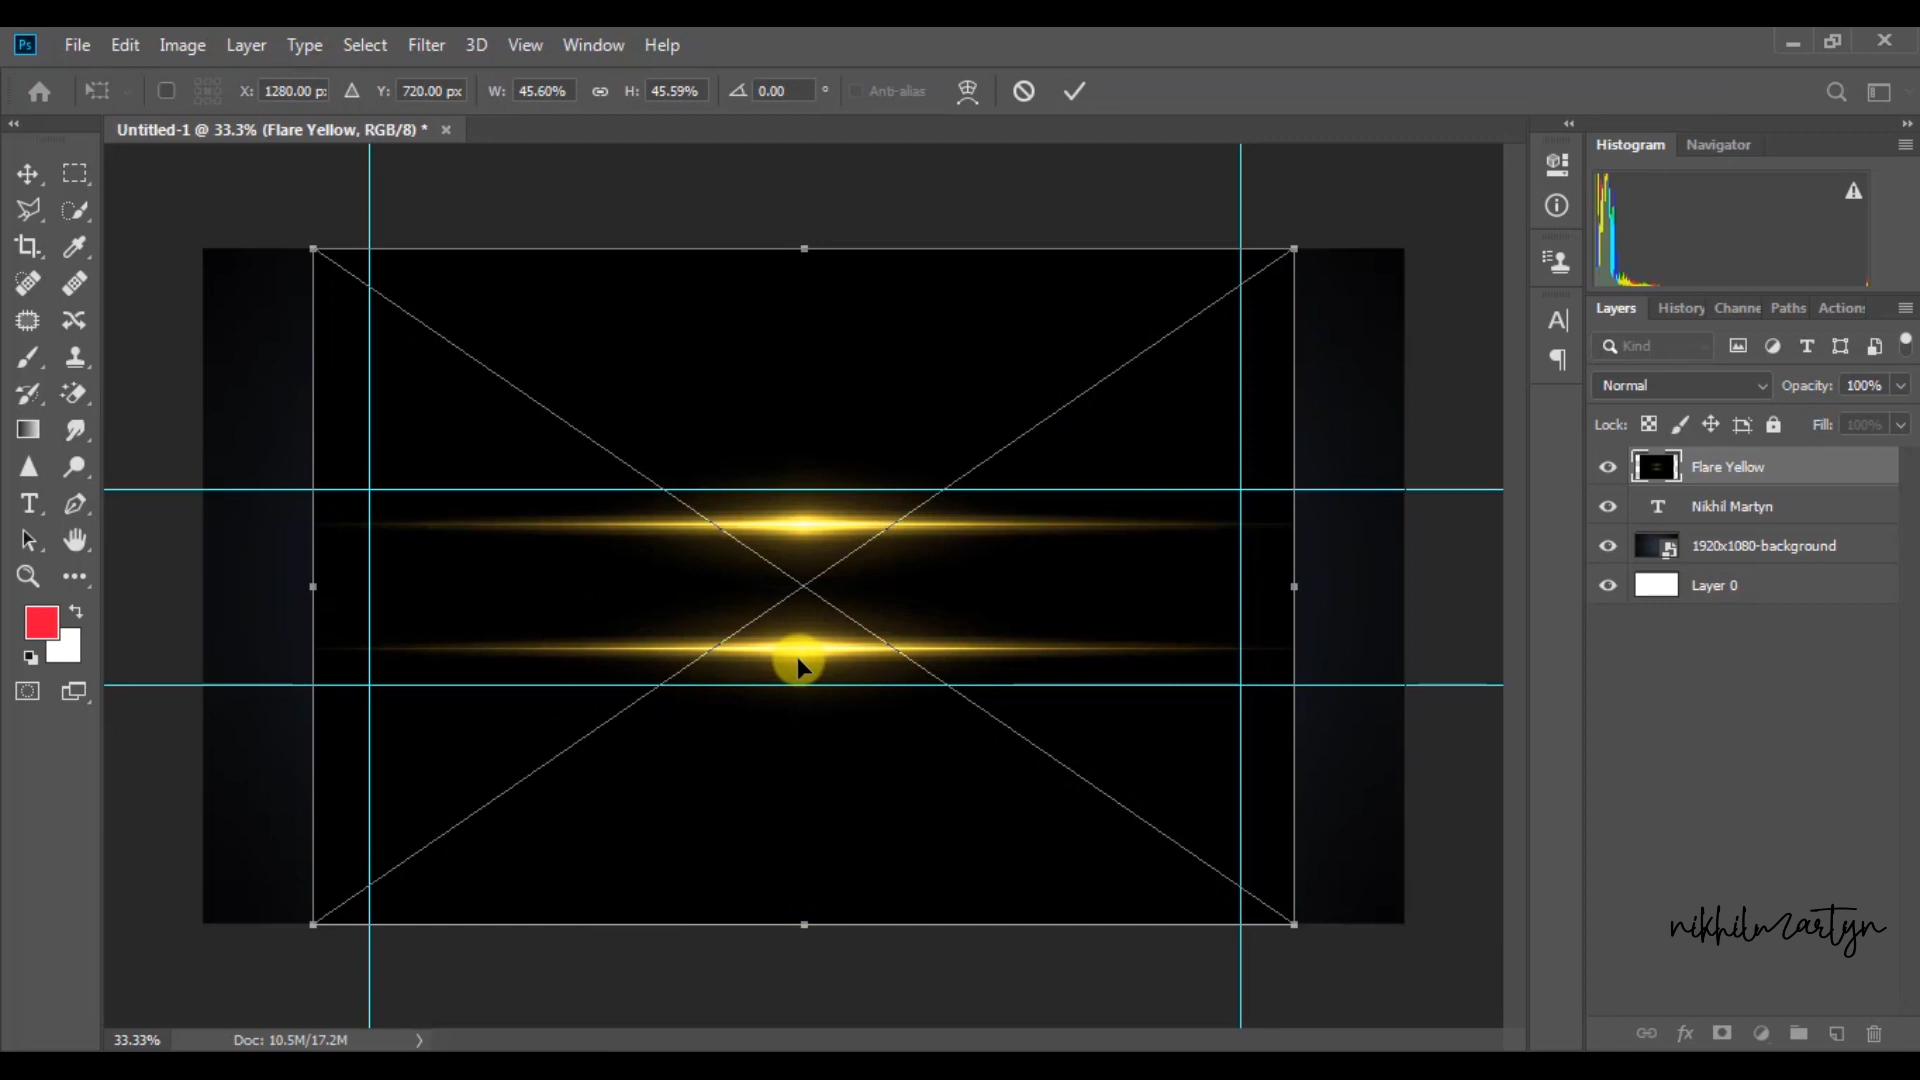 Ps File Edit Image Layer Type Select Filter 3D View Window Help
X: 1280.00 px Y: 720.00 px W: 45.60% H: 45.59% 0.00 ° Anti-alias
Untitled-1 @ 33.3% (Flare Yellow, RGB/8) *
Histogram Navigator
Layers History Channe Paths Actions
Kind
Normal Opacity: 100%
Lock: Fill: 100%
Flare Yellow
Nikhil Martyn
1920x1080-background
Layer 0
nikhilmartyn
33.33% Doc: 10.5M/17.2M